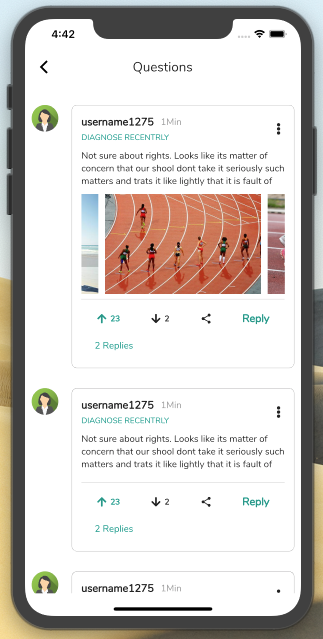 4:42
Questions
username1275 1Min
DIAGNOSE RECENTRLY
Not sure about rights. Looks like its matter of
concern that our shool dont take it seriously such
matters and trats it like lightly that it is fault of
23 2 Reply
2 Replies
username1275 1Min
DIAGNOSE RECENTRLY
Not sure about rights. Looks like its matter of
concern that our shool dont take it seriously such
matters and trats it like lightly that it is fault of
23 2 Reply
2 Replies
username1275 1Min